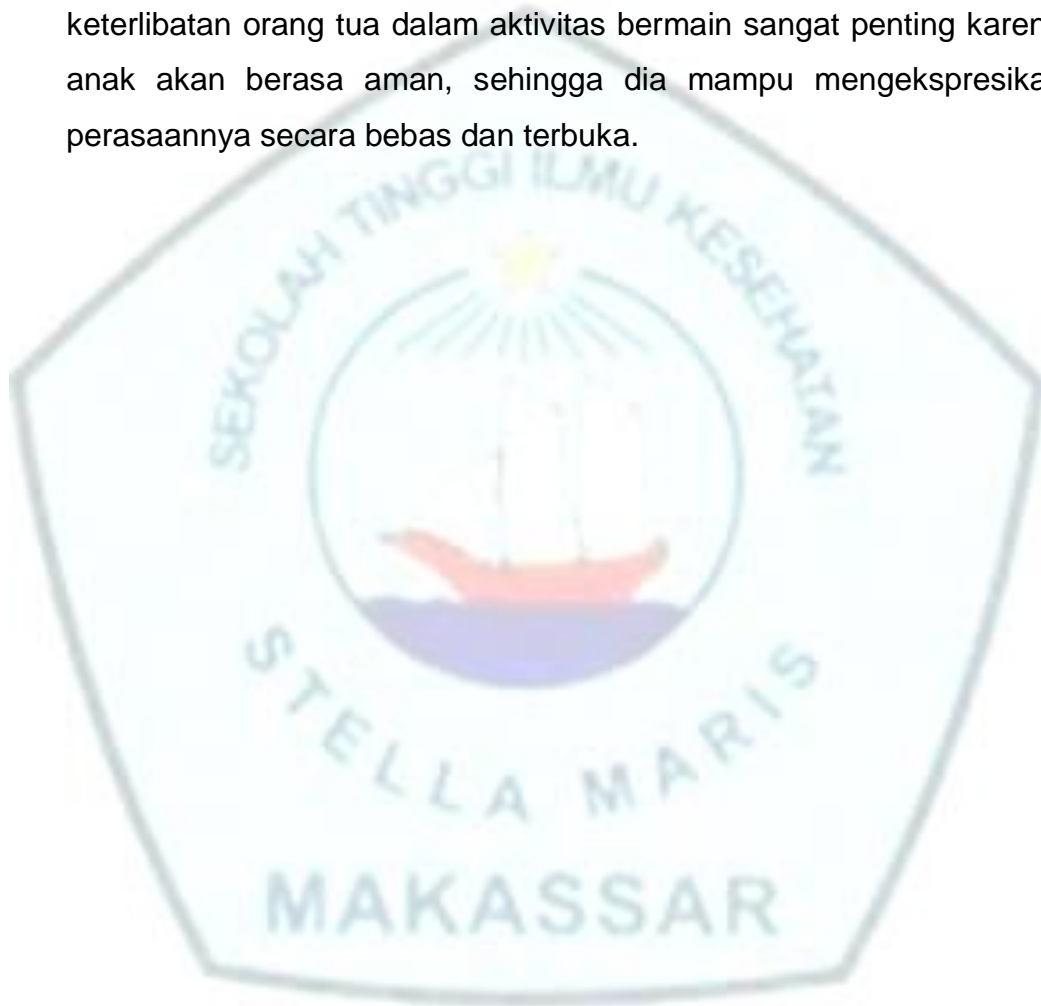 keterlibatan orang tua dalam aktivitas bermain sangat penting karen
anak akan berasa aman, sehingga dia mampu mengekspresika
perasaannya secara bebas dan terbuka.
SEKOLAH TINGGI ILMU KESEHATAN
STELLA MARIS
MAKASSAR